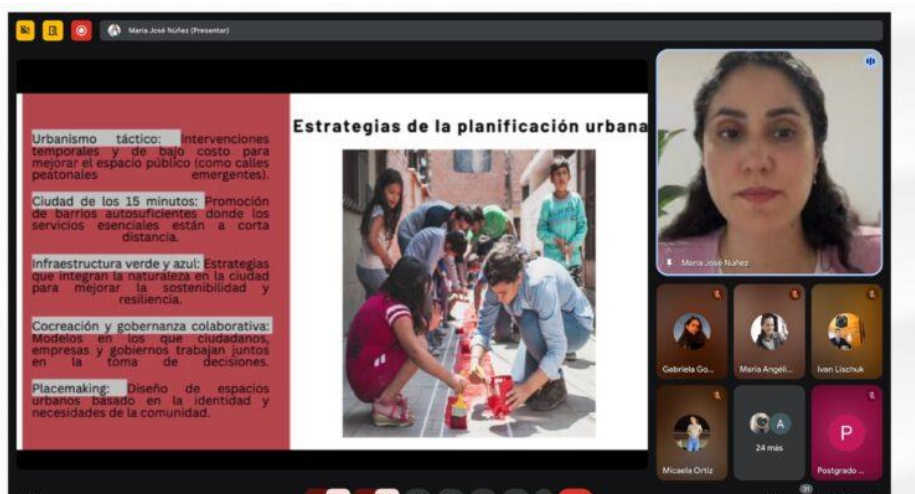 María José Núñez (Presentar)
Estrategias de la planificación urbana
Urbanismo táctico: Intervenciones
temporales y de bajo costo para
mejorar el espacio público (como calles
peatonales emergentes).
Ciudad de los 15 minutos: Promoción
de barrios autosuficientes donde los
servicios esenciales están a corta
distancia.
Infraestructura verde y azul: Estrategias
que integran la naturaleza en la ciudad
para mejorar la sostenibilidad y
resiliencia.
Cocreación y gobernanza colaborativa:
Modelos en los que ciudadanos,
empresas y gobiernos trabajan juntos
en la toma de decisiones.
Placemaking: Diseño de espacios
urbanos basado en la identidad y
necesidades de la comunidad.
María José Núñez
Gabriela Go...
María Angéli...
Ivan Lischuk
Micaela Ortiz
A
24 más
P
Postgrado ...
31